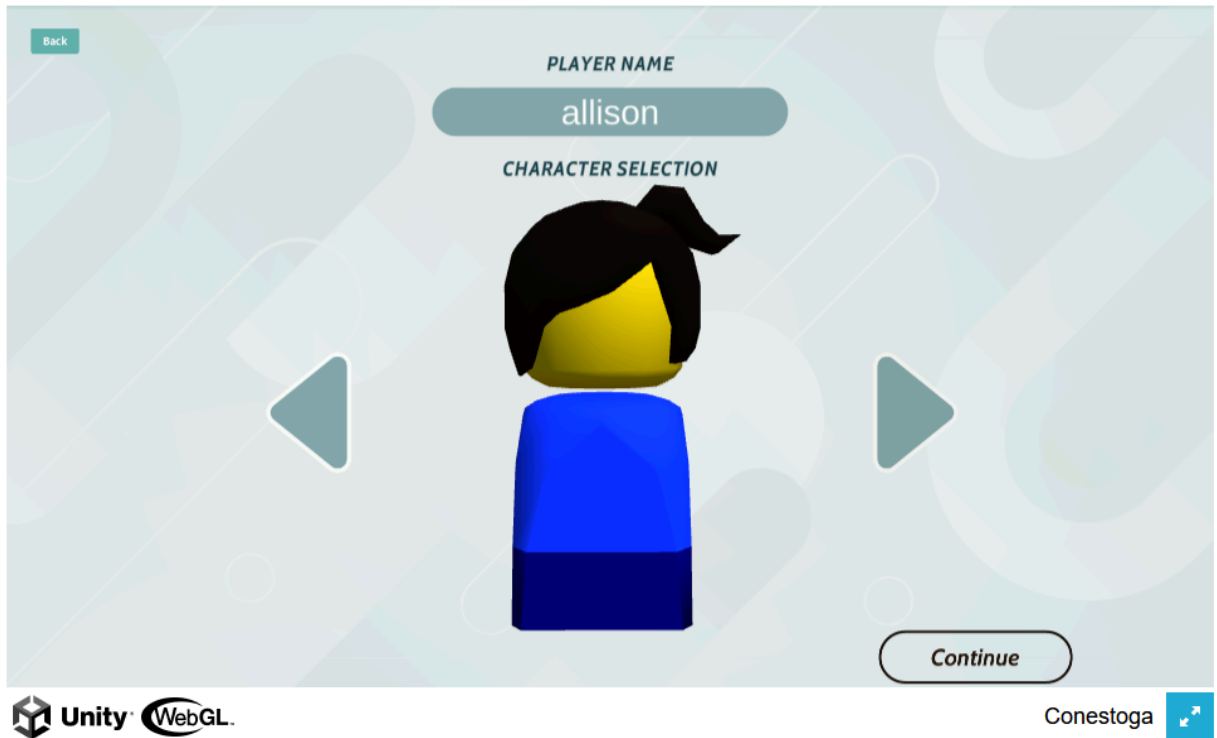 Back
PLAYER NAME
allison
CHARACTER SELECTION
Continue
Unity WebGL.
Conestoga